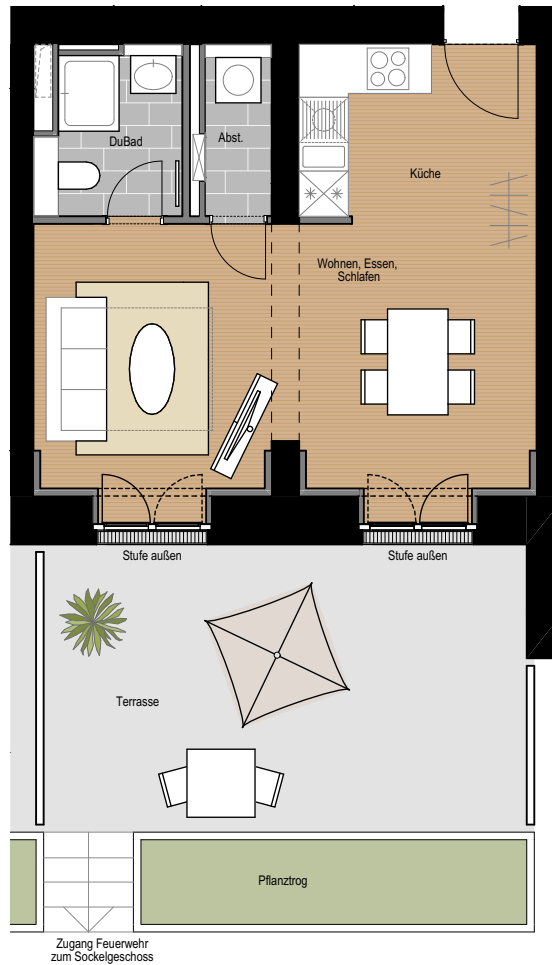 DuBad
Abst.
Küche
Wohnen, Essen,
Schlafen
Stufe außen
Stufe außen
Terrasse
Pflanztrog
Zugang Feuerwehr
zum Sockelgeschoss